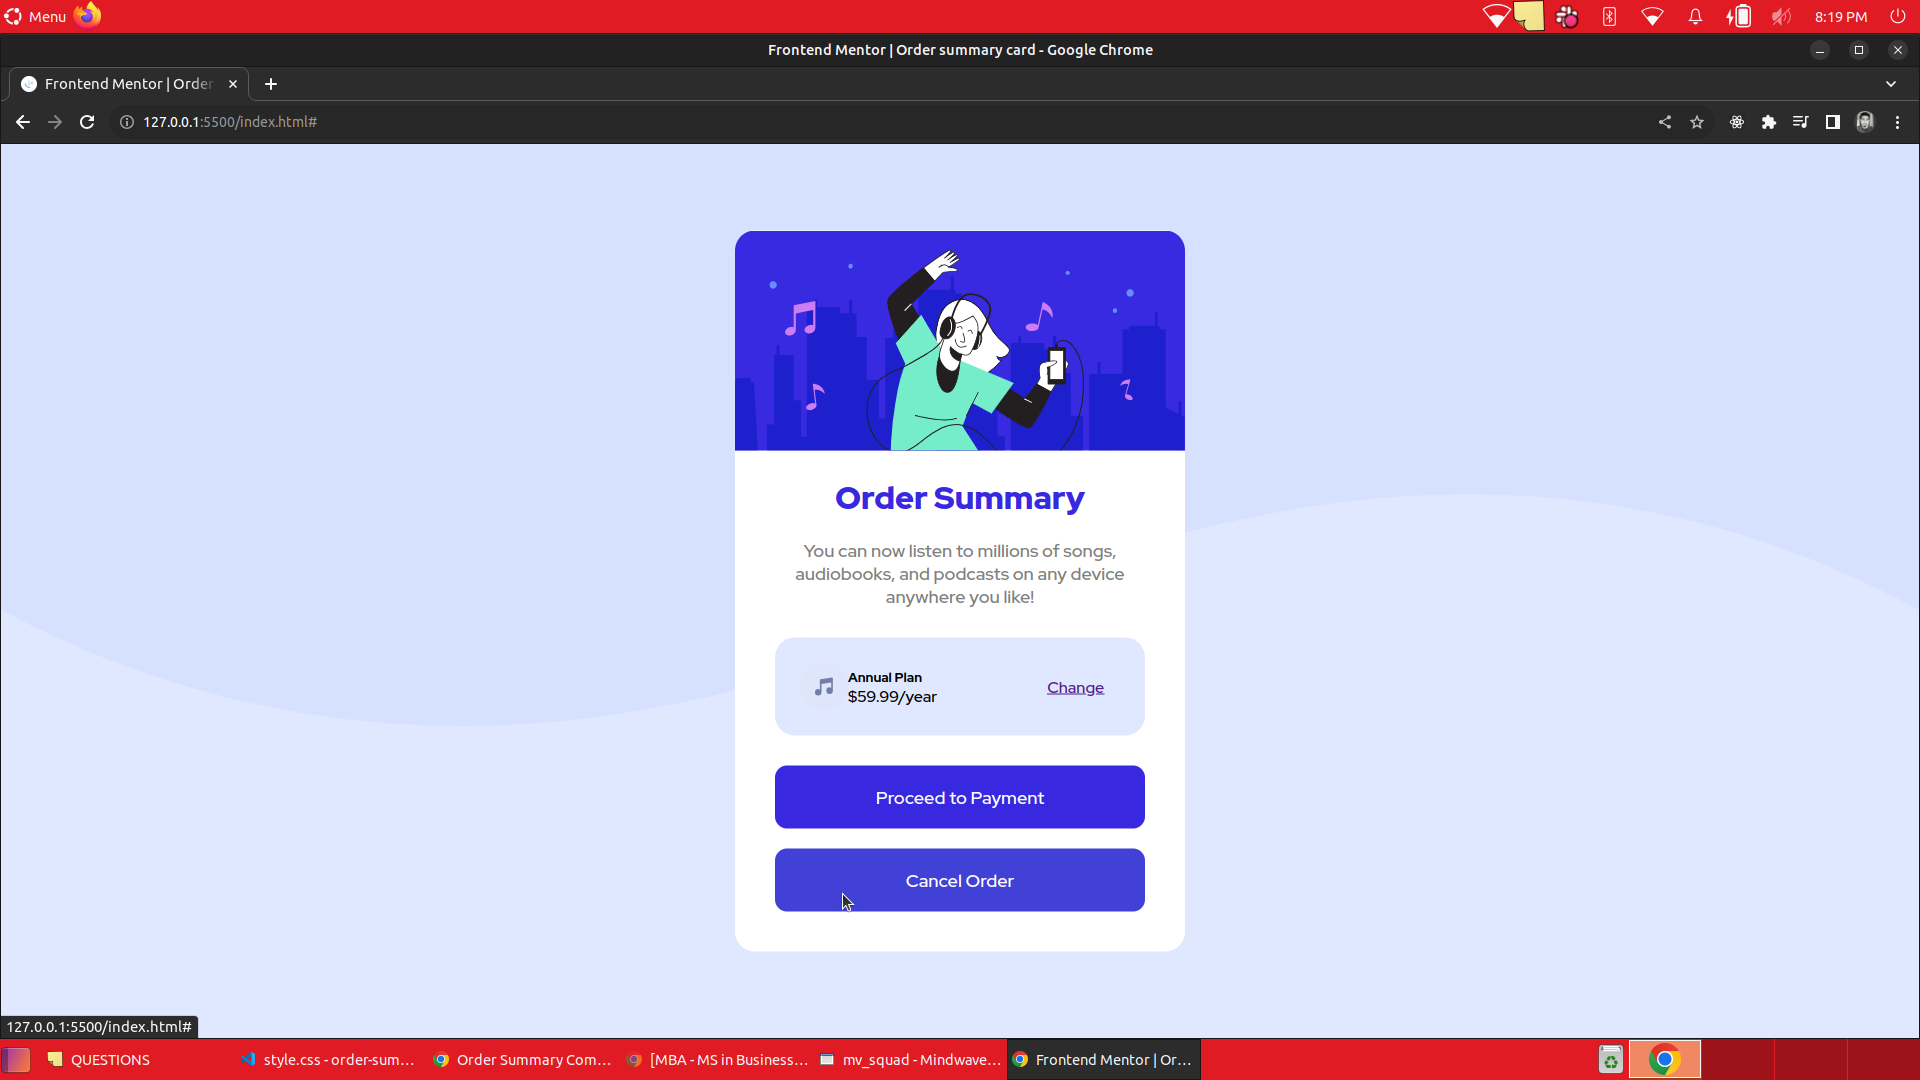 Menu
8:19 PM
Frontend Mentor | Order summary card - Google Chrome
Frontend Mentor | Order
127.0.0.1:5500/index.html#
Order Summary
You can now listen to millions of songs,
audiobooks, and podcasts on any device
anywhere you like!
Annual Plan
$59.99/year
Change
Proceed to Payment
Cancel Order
127.0.0.1:5500/index.html#
QUESTIONS
style.css - order-sum...
Order Summary Com...
[MBA - MS in Business...
mv_squad - Mindwave...
Frontend Mentor | Or...